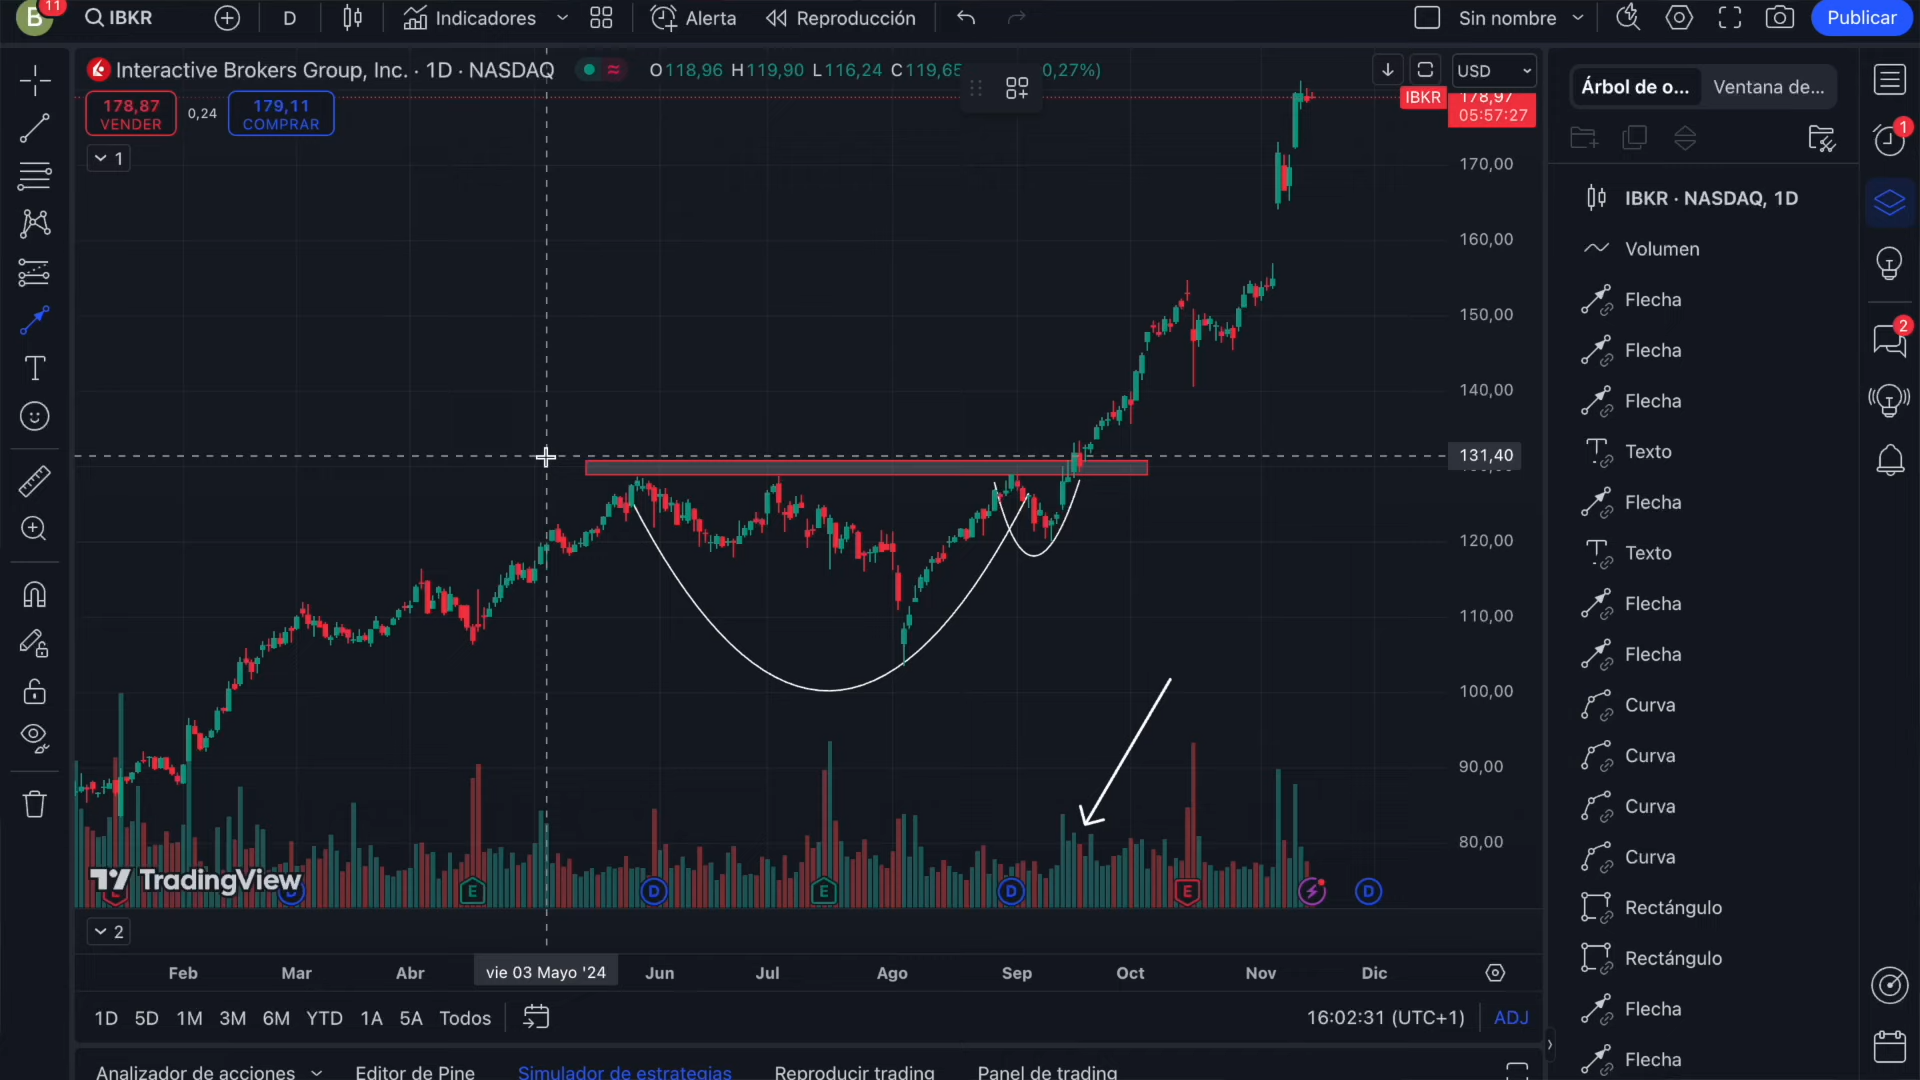 B
11
IBKR
D
Indicadores
Alerta
Reproducción
Sin nombre
Publicar
Interactive Brokers Group, Inc. · 1D · NASDAQ
O118,96 H119,90 L116,24 C119,65
0,27%)
USD
178,87
VENDER
0,24
179,11
COMPRAR
1
IBKR
178,97
05:57:27
170,00
160,00
150,00
140,00
131,40
120,00
110,00
100,00
90,00
80,00
TradingView
D
E
D
E
D
E
D
2
Feb
Mar
Abr
vie 03 Mayo '24
Jun
Jul
Ago
Sep
Oct
Nov
Dic
1D 5D 1M 3M 6M YTD 1A 5A Todos
16:02:31 (UTC+1)
ADJ
Analizador de acciones
Editor de Pine
Simulador de estrategias
Reproducir trading
Panel de trading
Árbol de o...
Ventana de...
IBKR · NASDAQ, 1D
Volumen
Flecha
Flecha
Flecha
Texto
Flecha
Texto
Flecha
Flecha
Curva
Curva
Curva
Curva
Rectángulo
Rectángulo
Flecha
Flecha
1
2